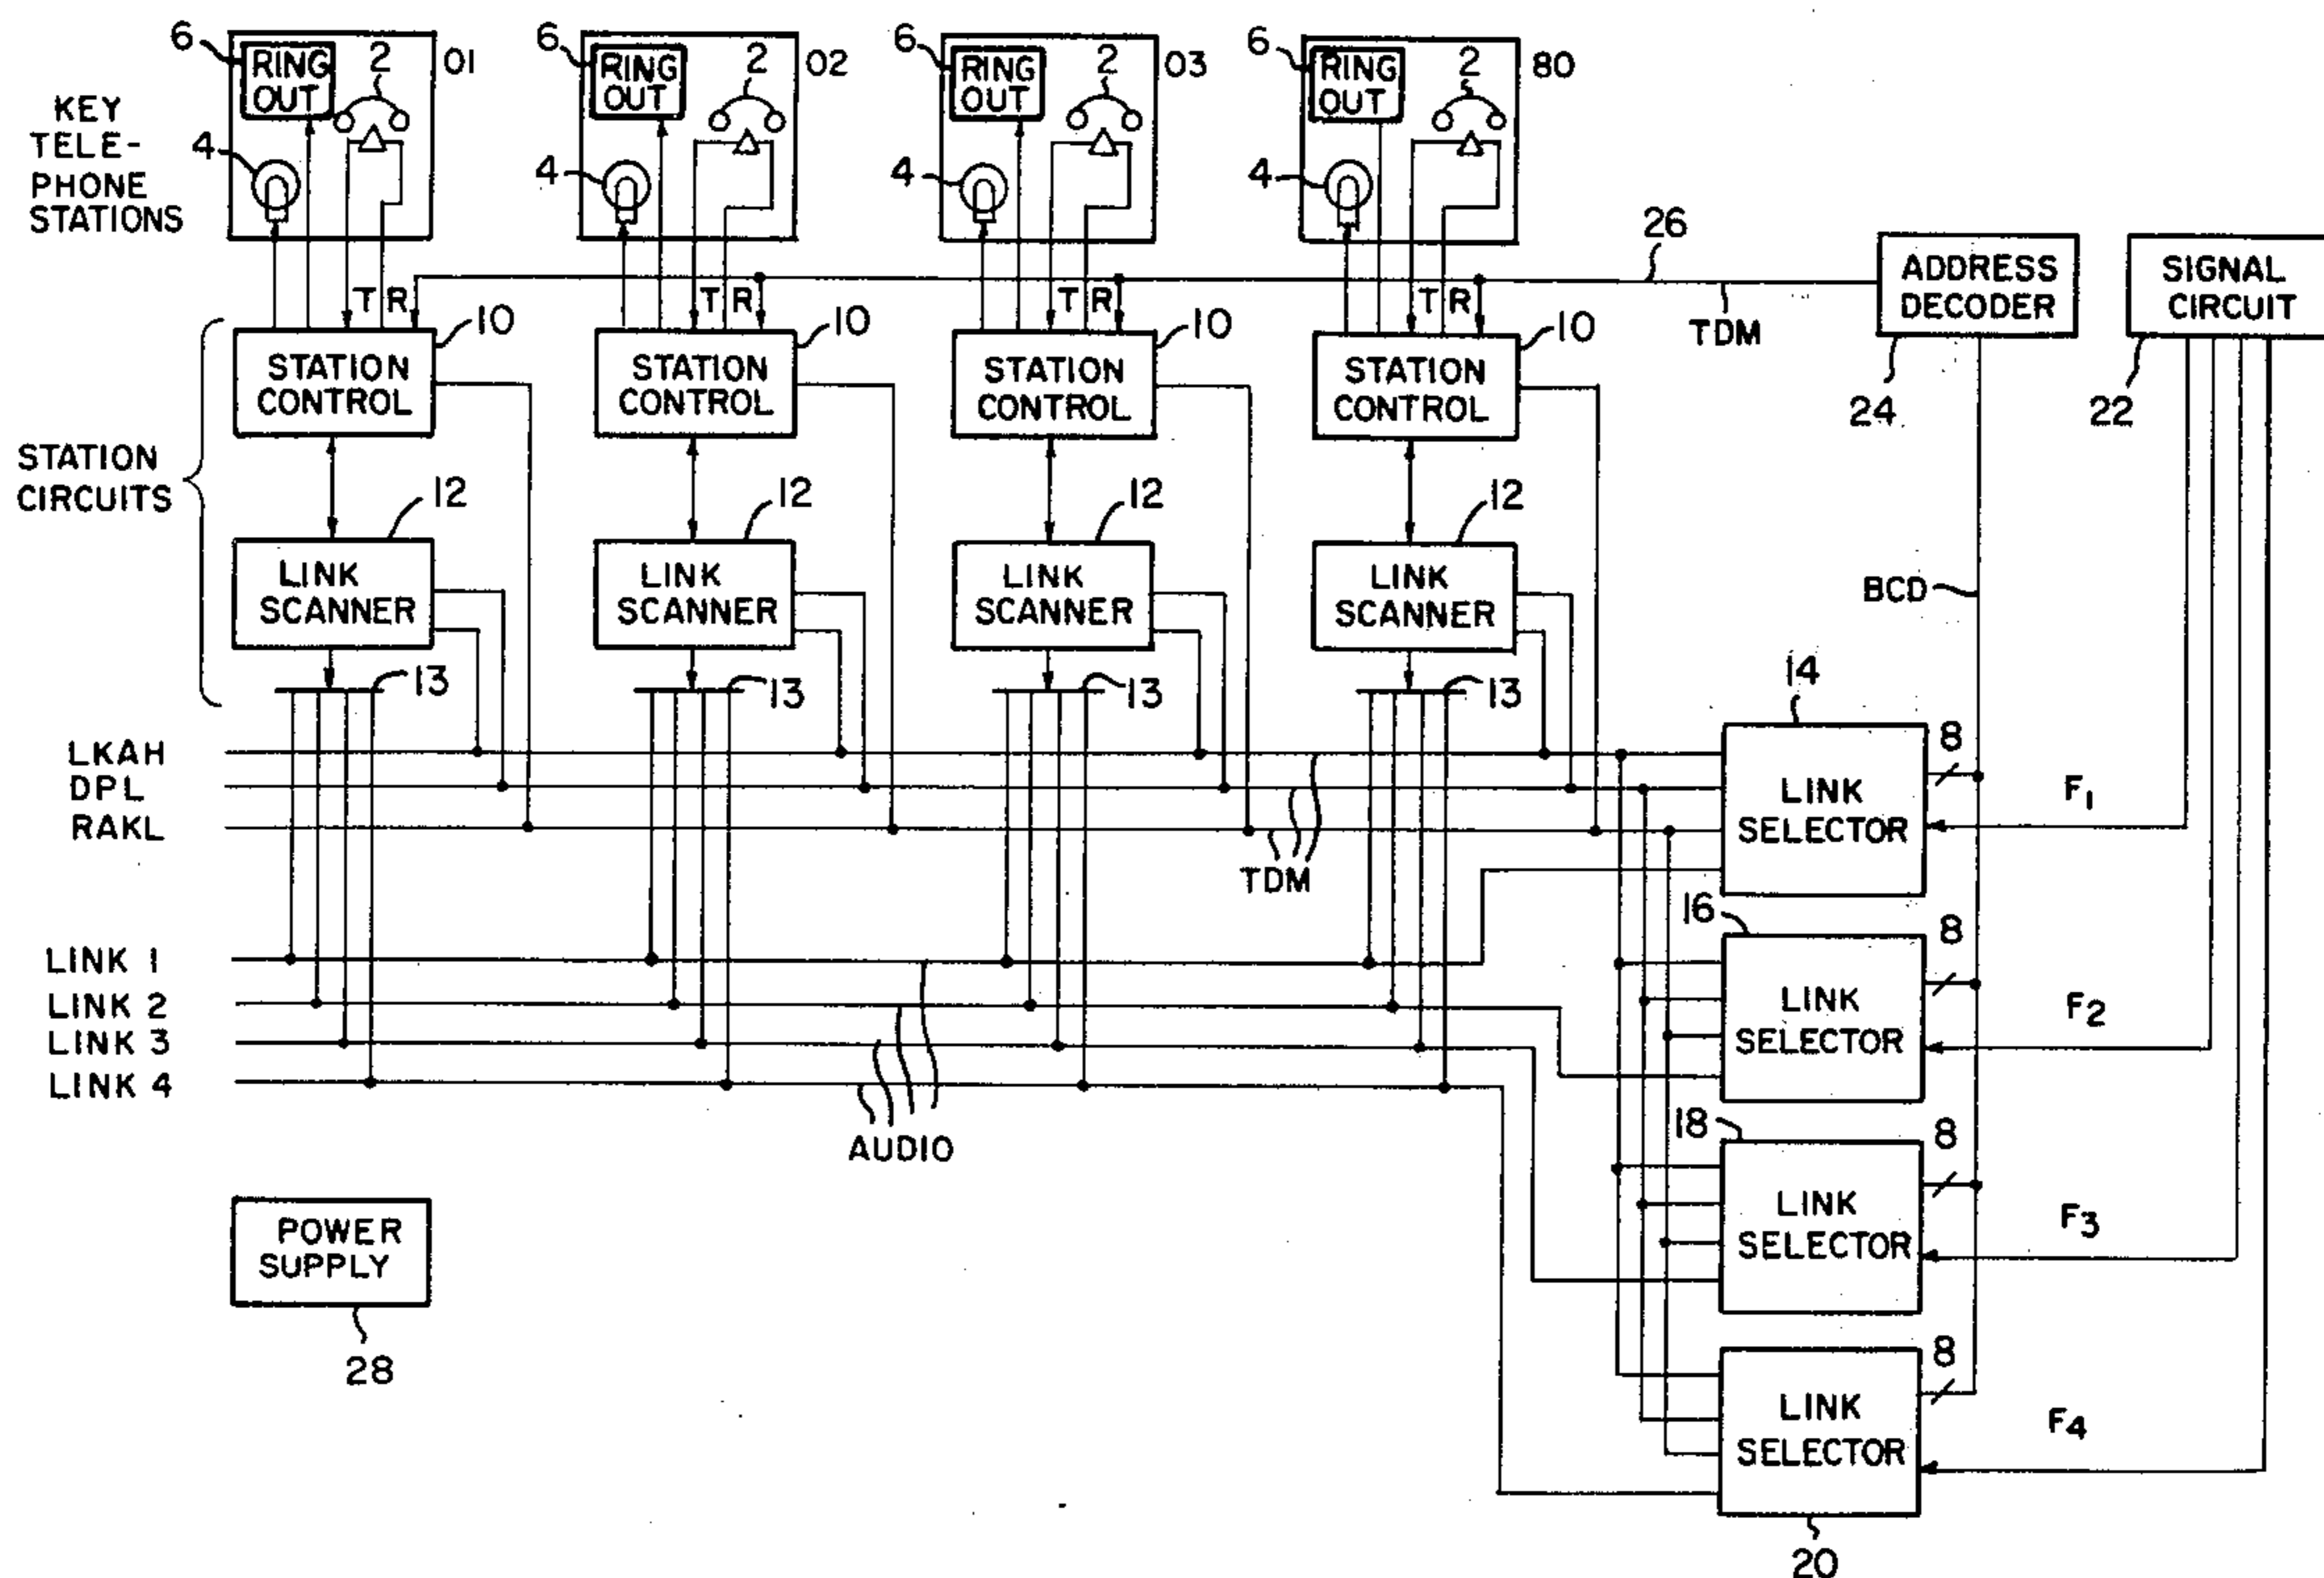 6
RING
OUT
2
01
6
RING
OUT
2
02
6
RING
OUT
2
03
6
RING
OUT
2
80
KEY
TELE-
PHONE
STATIONS
4
4
4
4
26
ADDRESS
DECODER
SIGNAL
CIRCUIT
T R
T R
T R
T R
TDM
10
10
10
10
STATION
CONTROL
STATION
CONTROL
STATION
CONTROL
STATION
CONTROL
24
22
STATION
CIRCUITS
12
12
12
12
LINK
SCANNER
LINK
SCANNER
LINK
SCANNER
LINK
SCANNER
BCD
13
13
13
13
14
LKAH
DPL
RAKL
LINK
SELECTOR
8
F1
TDM
16
LINK 1
LINK 2
LINK 3
LINK 4
LINK
SELECTOR
8
F2
AUDIO
18
LINK
SELECTOR
8
F3
POWER
SUPPLY
28
LINK
SELECTOR
8
F4
20